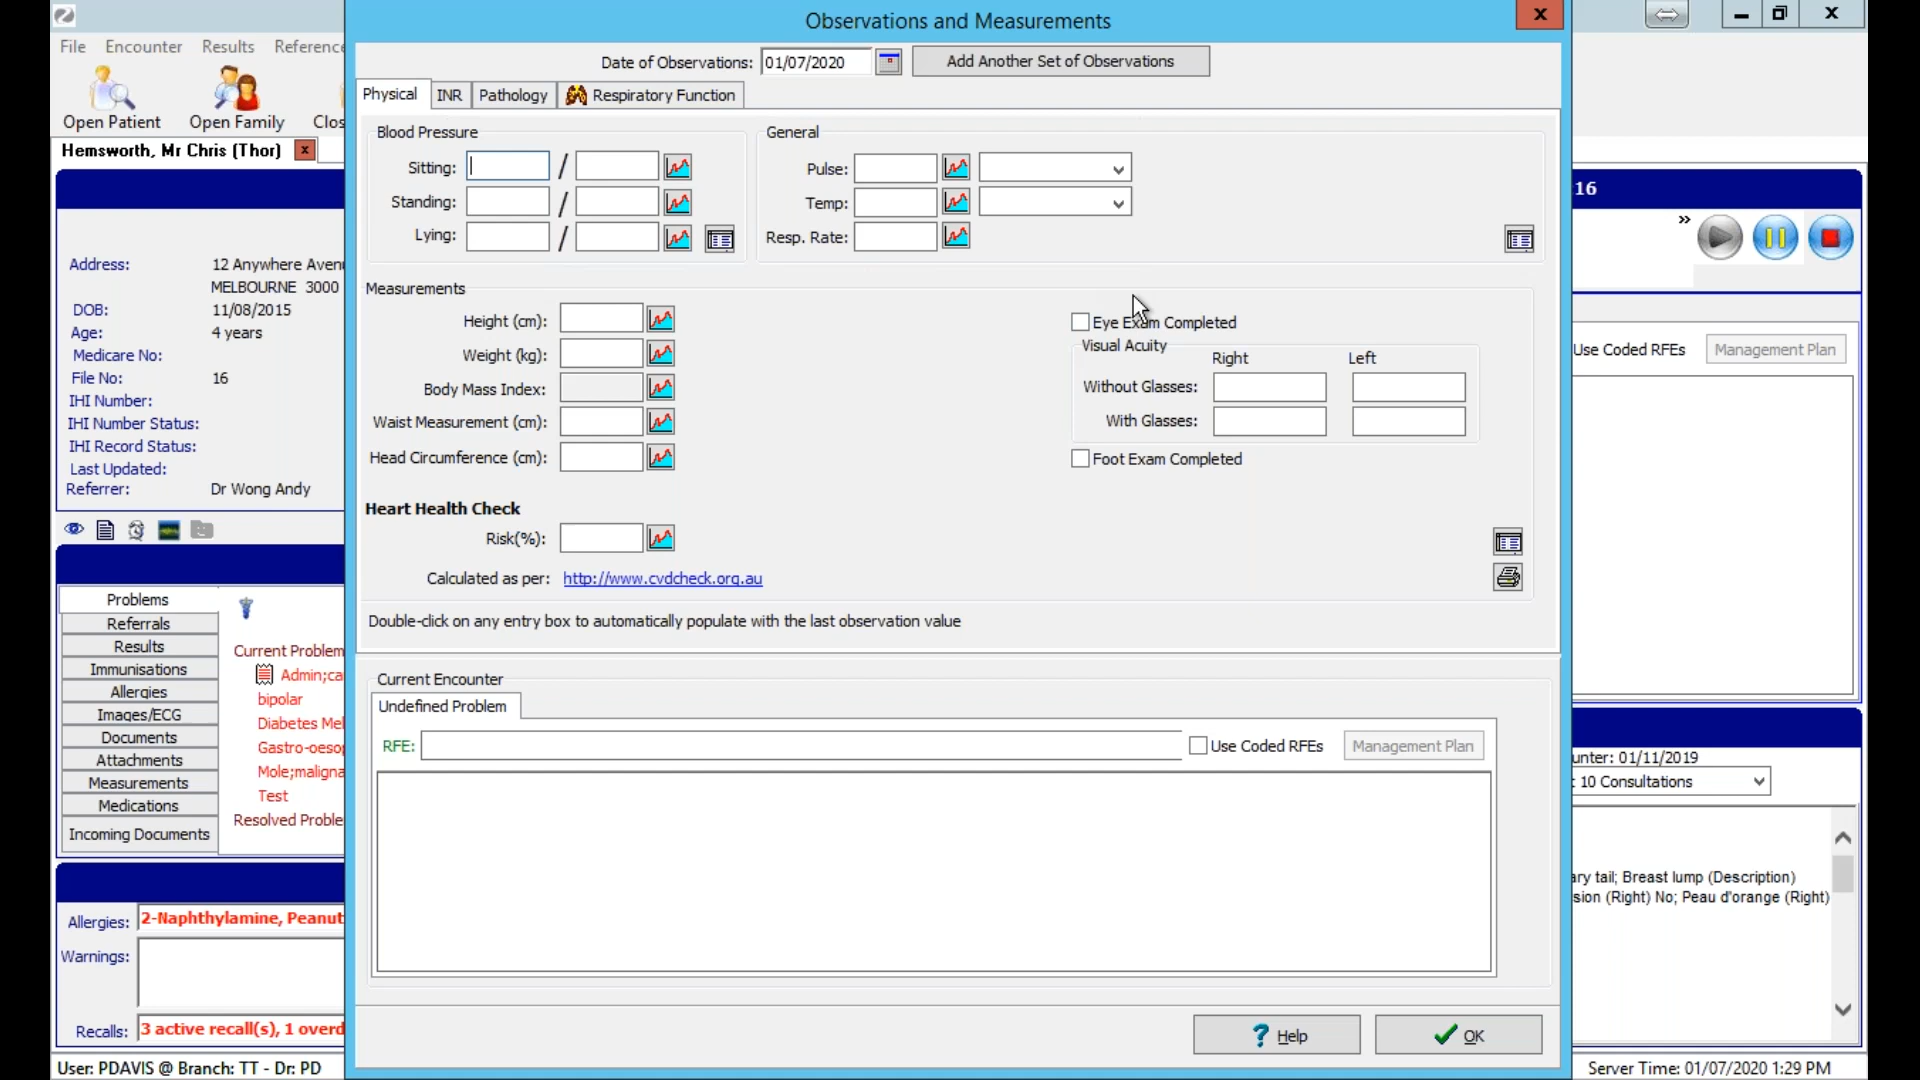 Observations and Measurements
File Encounter Results Reference
Date of Observations: 01/07/2020 Add Another Set of Observations
Open Patient Open Family Clos
Physical INR Pathology Respiratory Function
Hemsworth, Mr Chris (Thor)
Blood Pressure
General
Sitting: /
Standing: /
Lying: /
Pulse:
Temp:
Resp. Rate:
16
Address: 12 Anywhere Avenu
MELBOURNE 3000
DOB: 11/08/2015
Age: 4 years
Medicare No:
File No: 16
IHI Number:
IHI Number Status:
IHI Record Status:
Last Updated:
Referrer: Dr Wong Andy
Measurements
Height (cm):
Weight (kg):
Body Mass Index:
Waist Measurement (cm):
Head Circumference (cm):
Eye Exam Completed
Visual Acuity
Right Left
Without Glasses:
With Glasses:
Foot Exam Completed
Use Coded RFEs Management Plan
Heart Health Check
Risk(%):
Calculated as per: http://www.cvdcheck.org.au
Double-click on any entry box to automatically populate with the last observation value
Problems
Referrals
Results
Immunisations
Allergies
Images/ECG
Documents
Attachments
Measurements
Medications
Incoming Documents
Current Problem
Admin;ca
bipolar
Diabetes Mel
Gastro-oesop
Mole;maligna
Test
Resolved Proble
Current Encounter
Undefined Problem
RFE: Use Coded RFEs Management Plan
unter: 01/11/2019
10 Consultations
ary tail; Breast lump (Description)
sion (Right) No; Peau d'orange (Right)
Allergies: 2-Naphthylamine, Peanut
Warnings:
Recalls: 3 active recall(s), 1 overd
? Help OK
User: PDAVIS @ Branch: TT - Dr: PD
Server Time: 01/07/2020 1:29 PM